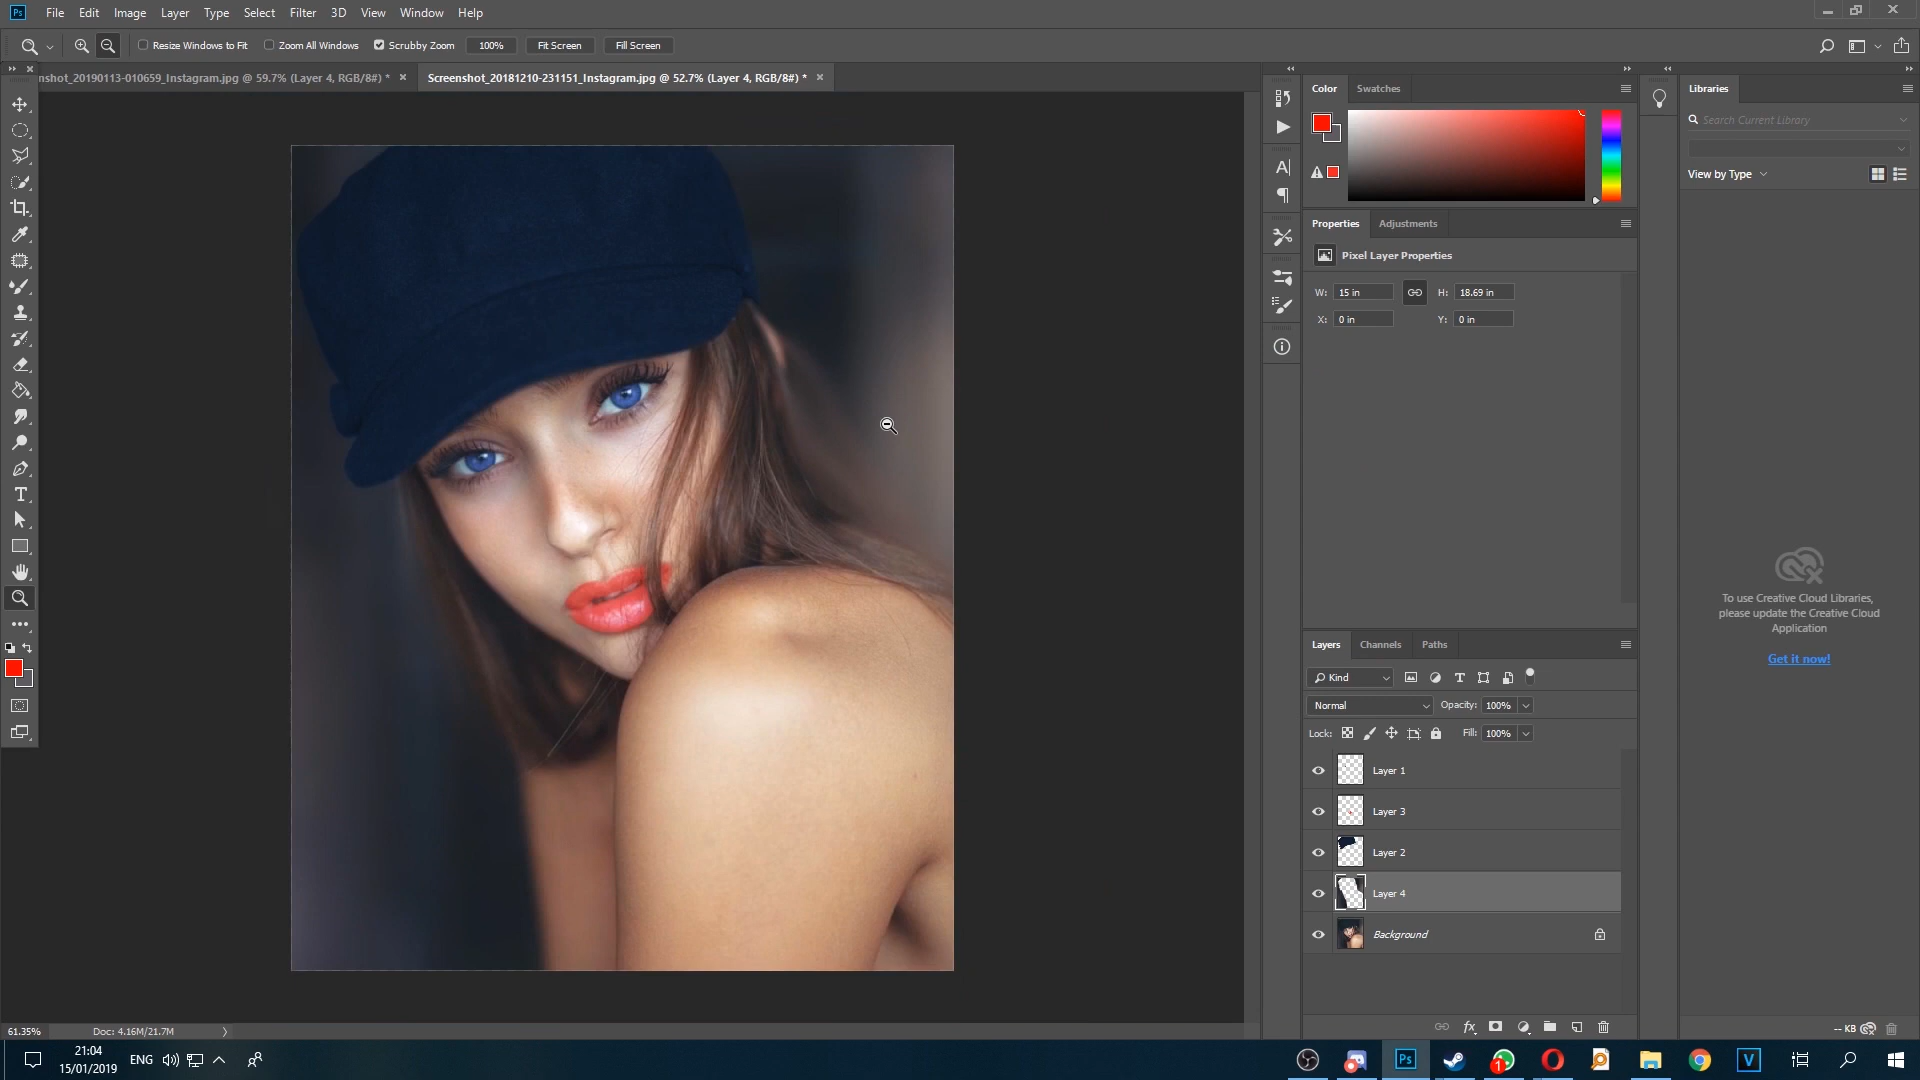 Ps File Edit Image Layer Type Select Filter 3D View Window Help
Resize Windows to Fit Zoom All Windows Scrubby Zoom 100% Fit Screen Fill Screen
nshot_20190113-010659_Instagram.jpg @ 59.7% (Layer 4, RGB/8#) * × Screenshot_20181210-231151_Instagram.jpg @ 52.7% (Layer 4, RGB/8#) * ×
Color Swatches
Libraries
Search Current Library
View by Type
Properties Adjustments
Pixel Layer Properties
W: 15 in H: 18.69 in
X: 0 in Y: 0 in
To use Creative Cloud Libraries,
please update the Creative Cloud
Application
Get it now!
Layers Channels Paths
Kind
Normal Opacity: 100%
Lock: Fill: 100%
Layer 1
Layer 3
Layer 2
Layer 4
Background
61.35% Doc: 4.16M/21.7M
-- KB
21:04
15/01/2019
ENG
1
Ps
V